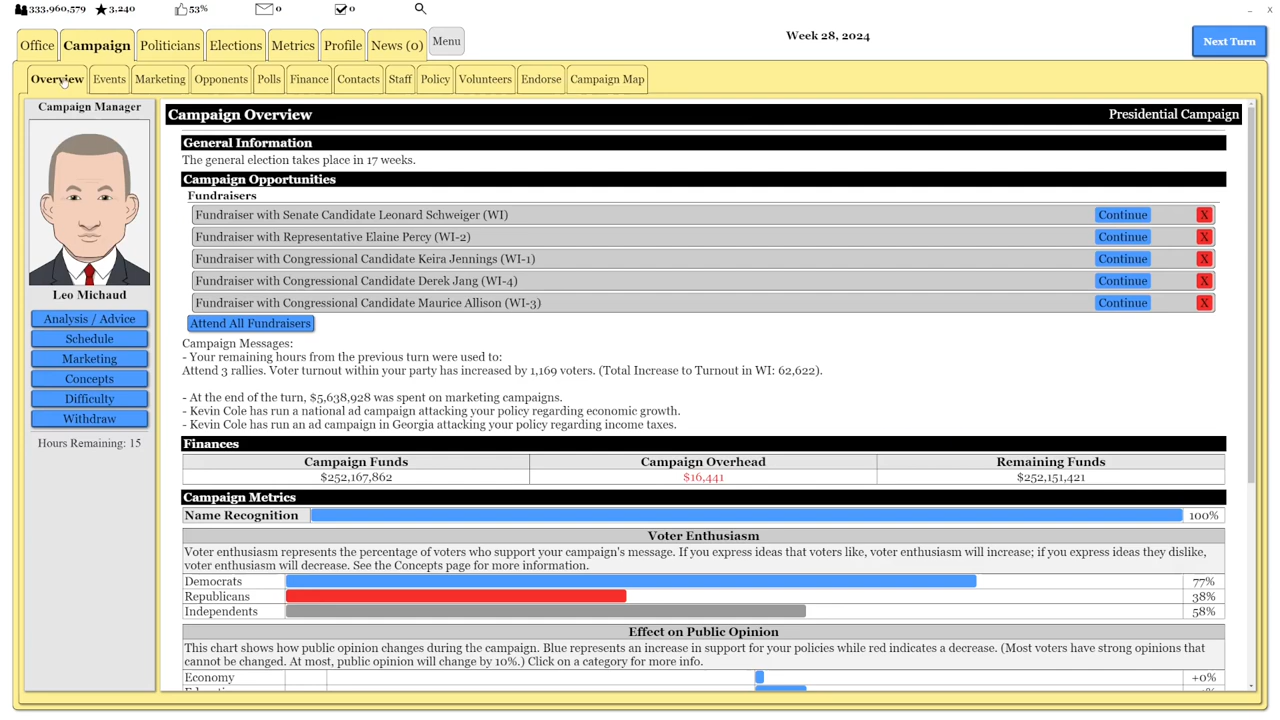 333,960,579 3,240 53% 0 0
Office Campaign Politicians Elections Metrics Profile News (0) Menu
Week 28, 2024
Next Turn
Overview Events Marketing Opponents Polls Finance Contacts Staff Policy Volunteers Endorse Campaign Map
Campaign Manager
Leo Michaud
Analysis / Advice
Schedule
Marketing
Concepts
Difficulty
Withdraw
Hours Remaining: 15
Campaign Overview Presidential Campaign
General Information
The general election takes place in 17 weeks.
Campaign Opportunities
Fundraisers
Fundraiser with Senate Candidate Leonard Schweiger (WI) Continue X
Fundraiser with Representative Elaine Percy (WI-2) Continue X
Fundraiser with Congressional Candidate Keira Jennings (WI-1) Continue X
Fundraiser with Congressional Candidate Derek Jang (WI-4) Continue X
Fundraiser with Congressional Candidate Maurice Allison (WI-3) Continue X
Attend All Fundraisers
Campaign Messages:
- Your remaining hours from the previous turn were used to:
Attend 3 rallies. Voter turnout within your party has increased by 1,169 voters. (Total Increase to Turnout in WI: 62,622).
- At the end of the turn, $5,638,928 was spent on marketing campaigns.
- Kevin Cole has run a national ad campaign attacking your policy regarding economic growth.
- Kevin Cole has run an ad campaign in Georgia attacking your policy regarding income taxes.
Finances
Campaign Funds Campaign Overhead Remaining Funds
$252,167,862 $16,441 $252,151,421
Campaign Metrics
Name Recognition 100%
Voter Enthusiasm
Voter enthusiasm represents the percentage of voters who support your campaign's message. If you express ideas that voters like, voter enthusiasm will increase; if you express ideas they dislike,
voter enthusiasm will decrease. See the Concepts page for more information.
Democrats 77%
Republicans 38%
Independents 58%
Effect on Public Opinion
This chart shows how public opinion changes during the campaign. Blue represents an increase in support for your policies while red indicates a decrease. (Most voters have strong opinions that
cannot be changed. At most, public opinion will change by 10%.) Click on a category for more info.
Economy +0%